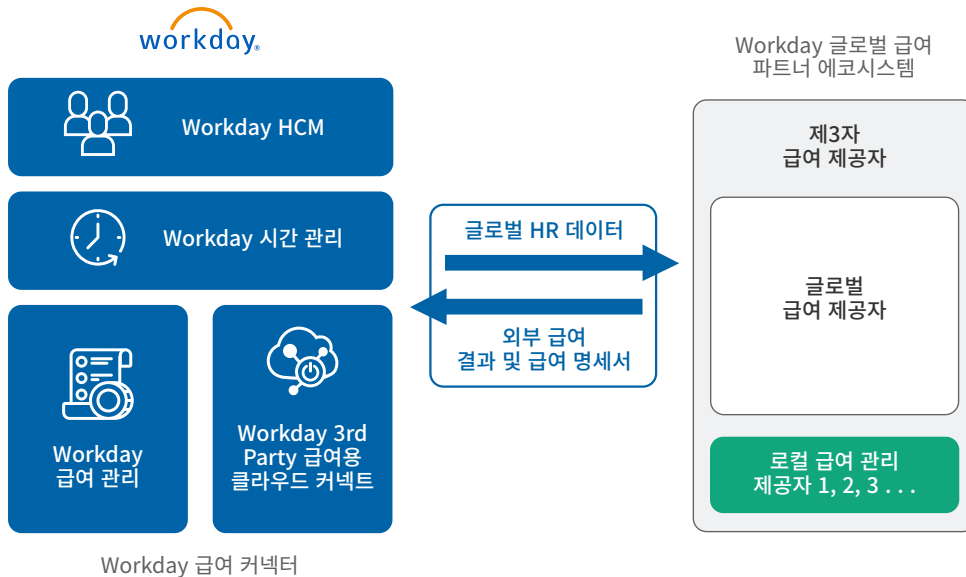 workday.
Workday HCM
Workday 시간 관리
Workday
급여 관리
Workday 3rd
Party 급여용
클라우드 커넥트
Workday 급여 커넥터
글로벌 HR 데이터
외부 급여
결과 및 급여 명세서
Workday 글로벌 급여
파트너 에코시스템
제3자
급여 제공자
글로벌
급여 제공자
로컬 급여 관리
제공자 1, 2, 3 . . .